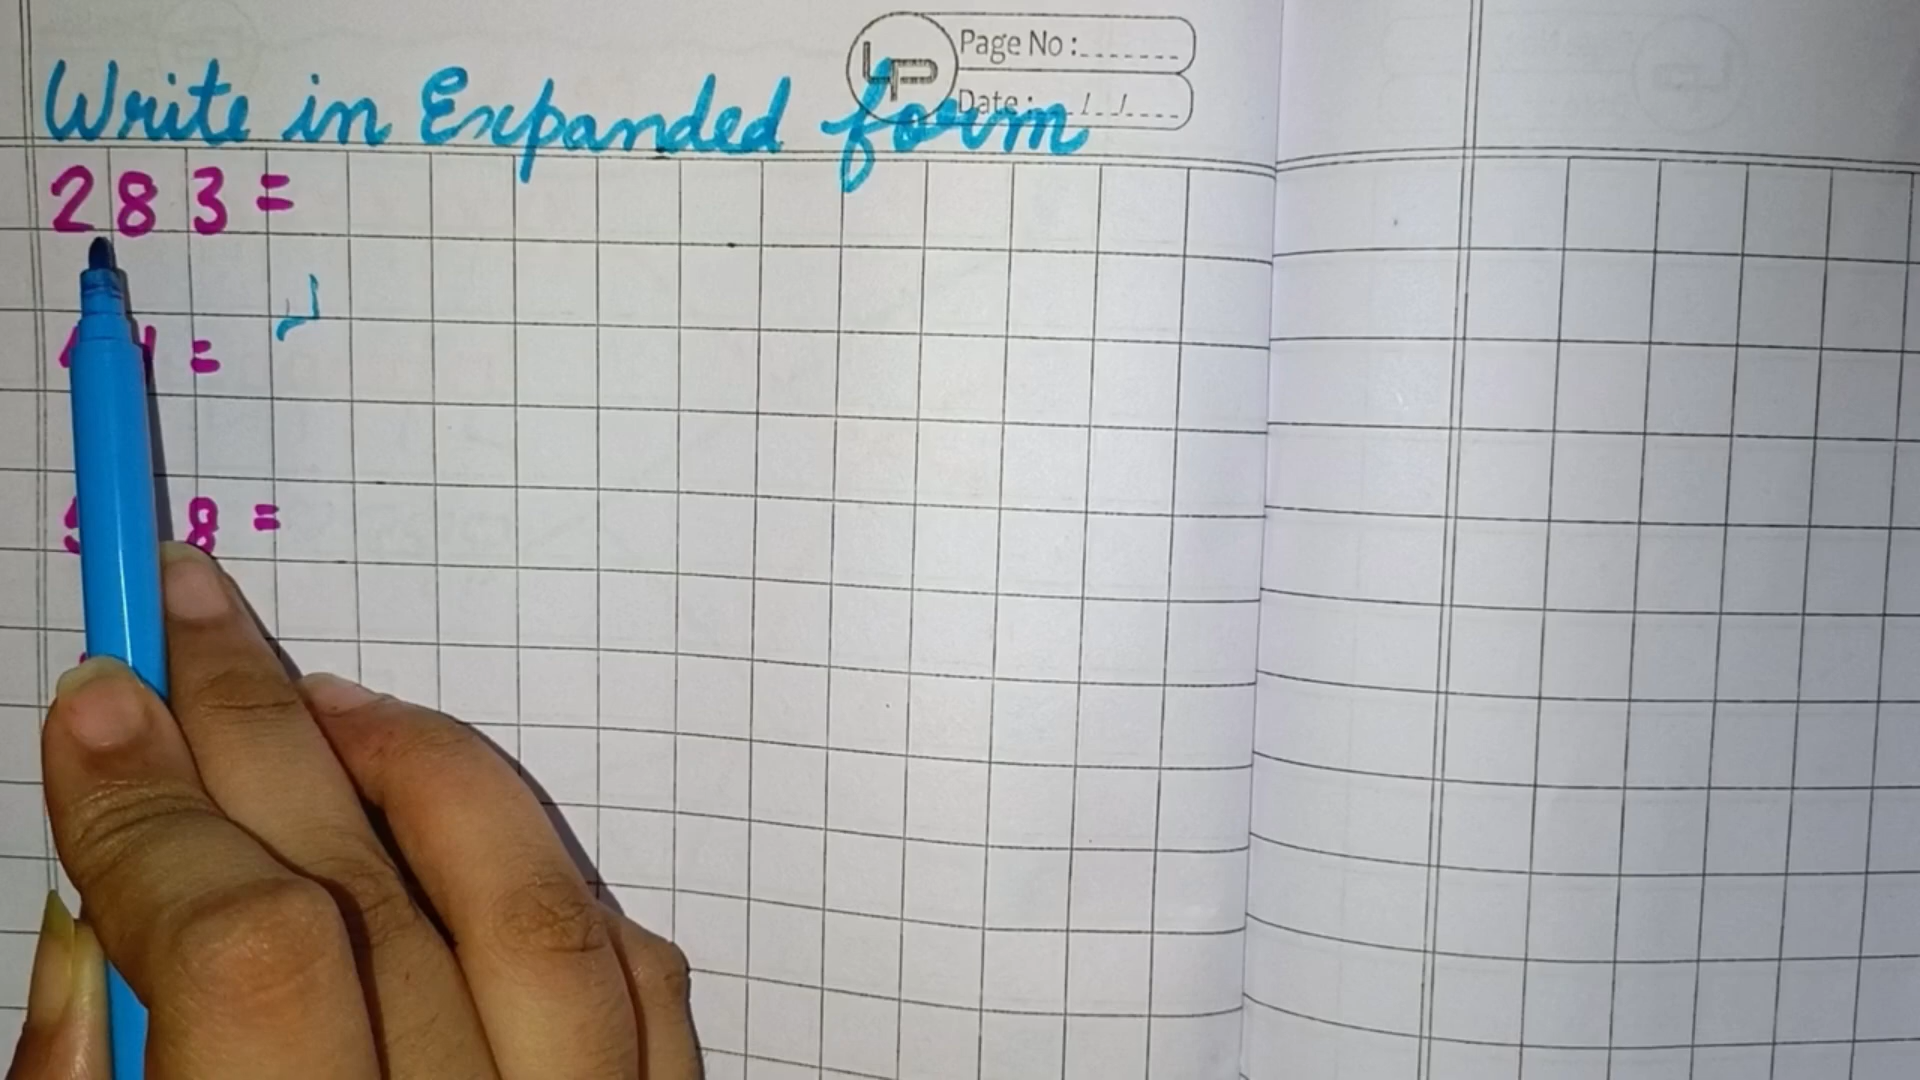 Page No :
Date :
Write in Expanded form
283 =
=
8 =